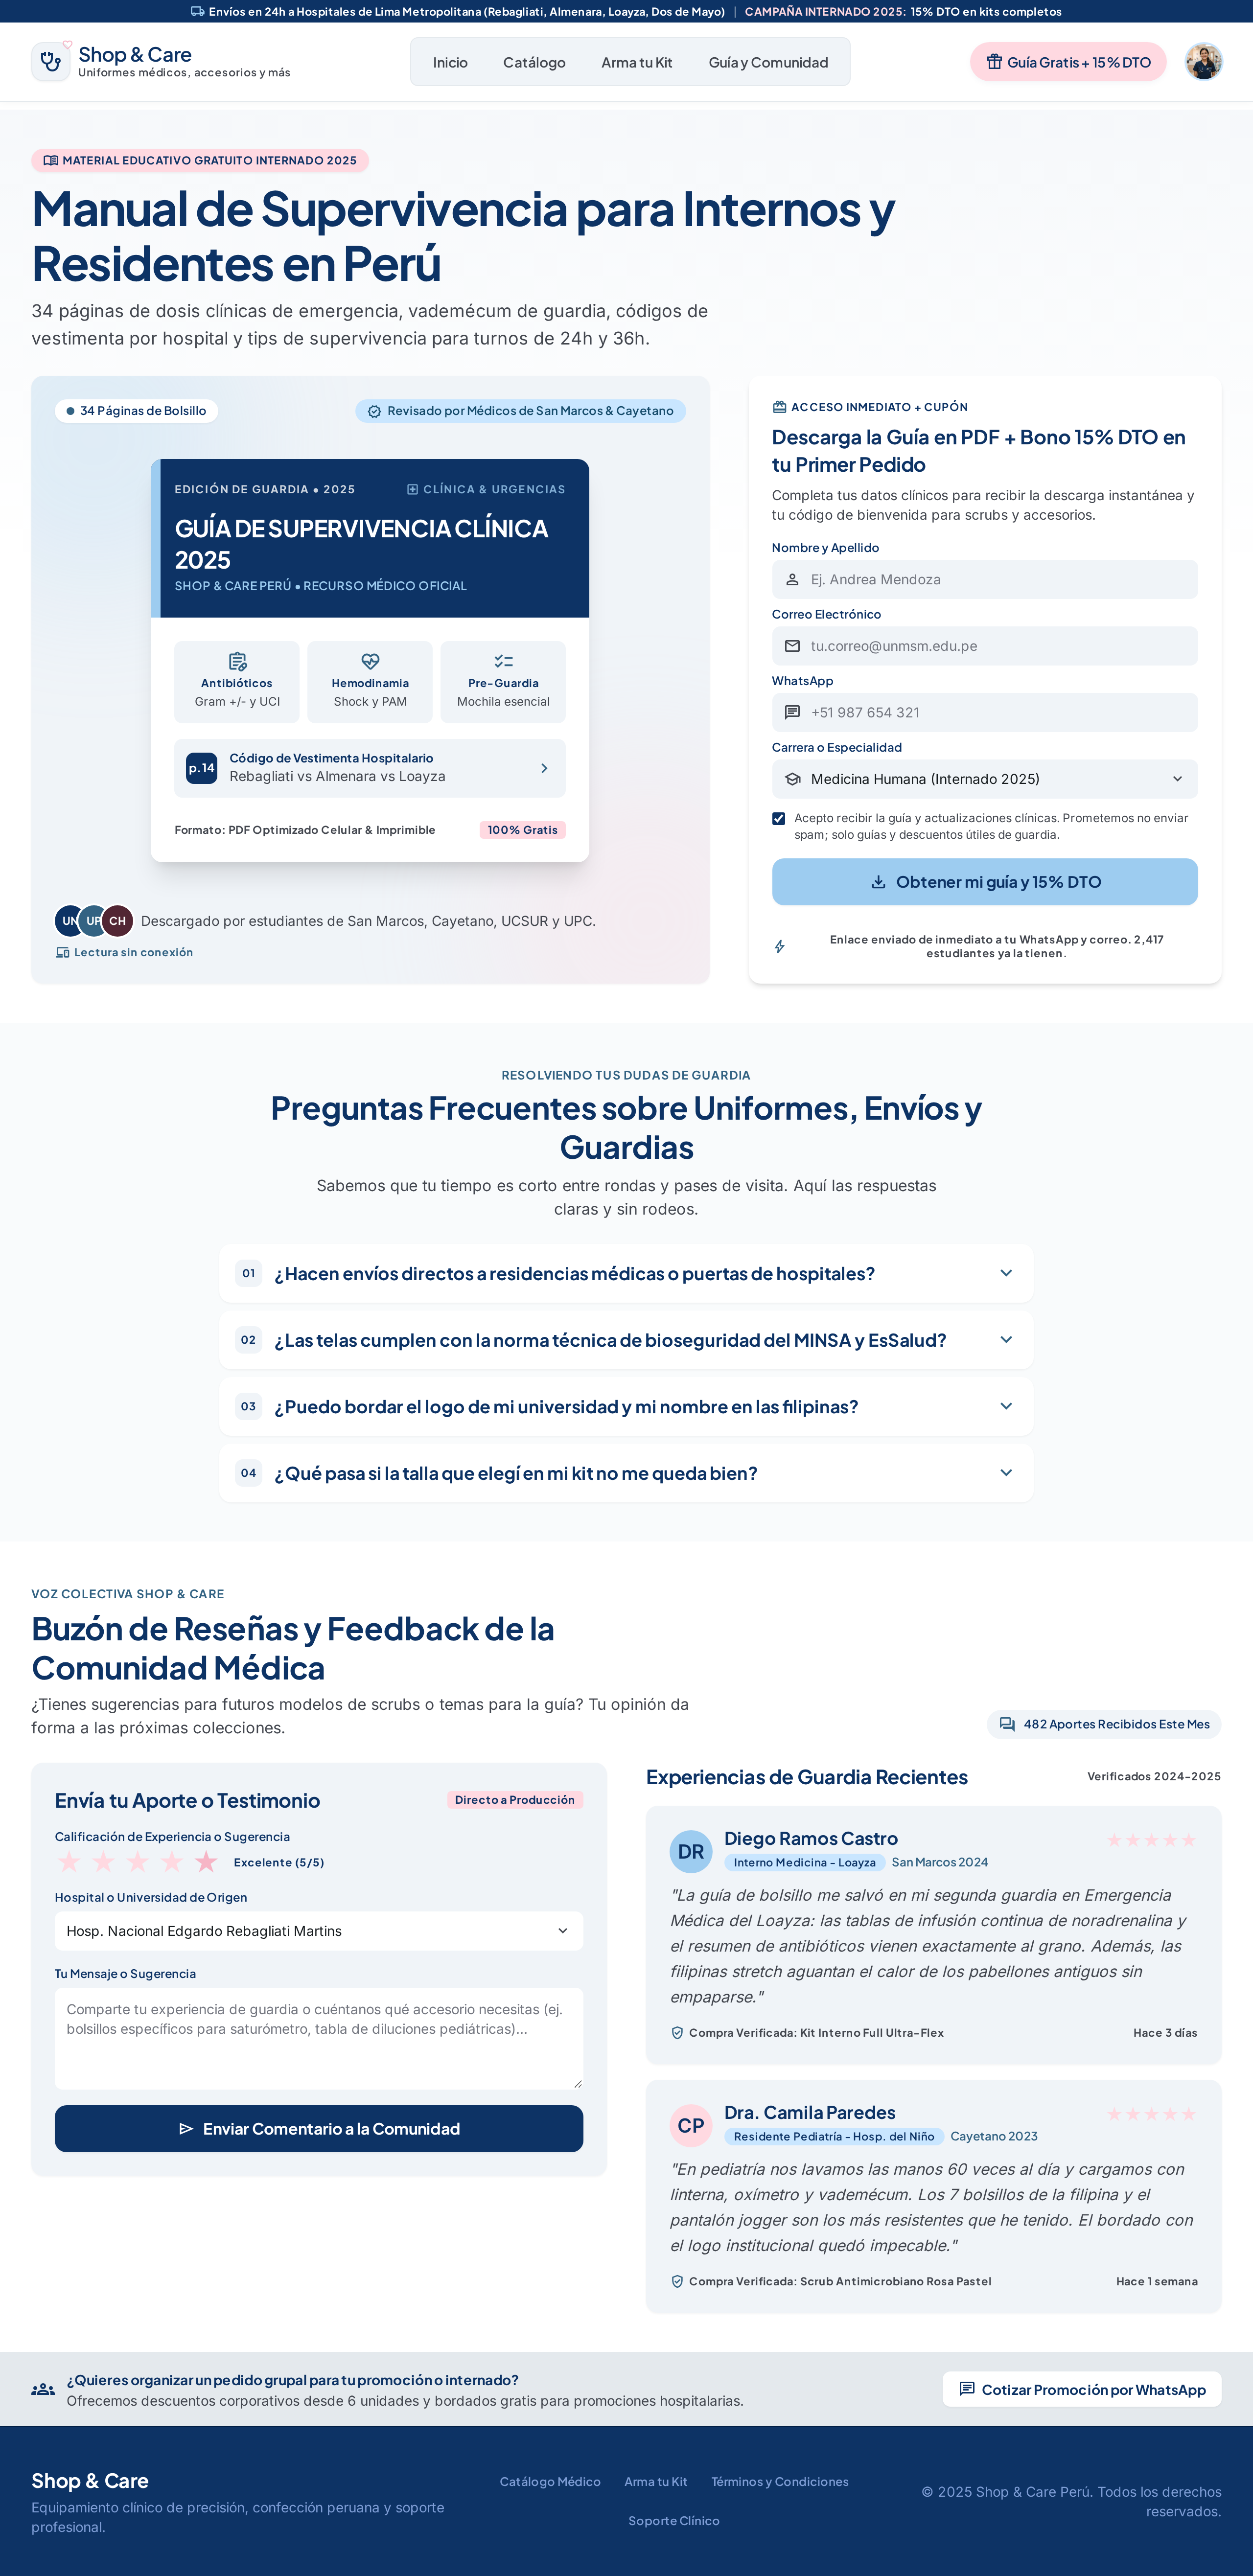 Envíos en 24h a Hospitales de Lima Metropolitana (Rebagliati, Almenara, Loayza, Dos de Mayo) | CAMPAÑA INTERNADO 2025: 15% DTO en kits completos
Shop & Care
Uniformes médicos, accesorios y más
Inicio
Catálogo
Arma tu Kit
Guía y Comunidad
Guía Gratis + 15% DTO
MATERIAL EDUCATIVO GRATUITO INTERNADO 2025
Manual de Supervivencia para Internos y
Residentes en Perú
34 páginas de dosis clínicas de emergencia, vademécum de guardia, códigos de
vestimenta por hospital y tips de supervivencia para turnos de 24h y 36h.
34 Páginas de Bolsillo
Revisado por Médicos de San Marcos & Cayetano
EDICIÓN DE GUARDIA • 2025
CLÍNICA & URGENCIAS
GUÍA DE SUPERVIVENCIA CLÍNICA
2025
SHOP & CARE PERÚ • RECURSO MÉDICO OFICIAL
Antibióticos
Gram +/- y UCI
Hemodinamia
Shock y PAM
Pre-Guardia
Mochila esencial
p.14
Código de Vestimenta Hospitalario
Rebagliati vs Almenara vs Loayza
Formato: PDF Optimizado Celular & Imprimible
100% Gratis
UN
UP
CH
Descargado por estudiantes de San Marcos, Cayetano, UCSUR y UPC.
Lectura sin conexión
ACCESO INMEDIATO + CUPÓN
Descarga la Guía en PDF + Bono 15% DTO en
tu Primer Pedido
Completa tus datos clínicos para recibir la descarga instantánea y
tu código de bienvenida para scrubs y accesorios.
Nombre y Apellido
Ej. Andrea Mendoza
Correo Electrónico
tu.correo@unmsm.edu.pe
WhatsApp
+51 987 654 321
Carrera o Especialidad
Medicina Humana (Internado 2025)
Acepto recibir la guía y actualizaciones clínicas. Prometemos no enviar
spam; solo guías y descuentos útiles de guardia.
Obtener mi guía y 15% DTO
Enlace enviado de inmediato a tu WhatsApp y correo. 2,417
estudiantes ya la tienen.
RESOLVIENDO TUS DUDAS DE GUARDIA
Preguntas Frecuentes sobre Uniformes, Envíos y
Guardias
Sabemos que tu tiempo es corto entre rondas y pases de visita. Aquí las respuestas
claras y sin rodeos.
01 ¿Hacen envíos directos a residencias médicas o puertas de hospitales?
02 ¿Las telas cumplen con la norma técnica de bioseguridad del MINSA y EsSalud?
03 ¿Puedo bordar el logo de mi universidad y mi nombre en las filipinas?
04 ¿Qué pasa si la talla que elegí en mi kit no me queda bien?
VOZ COLECTIVA SHOP & CARE
Buzón de Reseñas y Feedback de la
Comunidad Médica
¿Tienes sugerencias para futuros modelos de scrubs o temas para la guía? Tu opinión da
forma a las próximas colecciones.
482 Aportes Recibidos Este Mes
Envía tu Aporte o Testimonio
Directo a Producción
Calificación de Experiencia o Sugerencia
Excelente (5/5)
Hospital o Universidad de Origen
Hosp. Nacional Edgardo Rebagliati Martins
Tu Mensaje o Sugerencia
Comparte tu experiencia de guardia o cuéntanos qué accesorio necesitas (ej.
bolsillos específicos para saturómetro, tabla de diluciones pediátricas)...
Enviar Comentario a la Comunidad
Experiencias de Guardia Recientes
Verificados 2024-2025
DR
Diego Ramos Castro
Interno Medicina - Loayza
San Marcos 2024
"La guía de bolsillo me salvó en mi segunda guardia en Emergencia
Médica del Loayza: las tablas de infusión continua de noradrenalina y
el resumen de antibióticos vienen exactamente al grano. Además, las
filipinas stretch aguantan el calor de los pabellones antiguos sin
empaparse."
Compra Verificada: Kit Interno Full Ultra-Flex
Hace 3 días
CP
Dra. Camila Paredes
Residente Pediatría - Hosp. del Niño
Cayetano 2023
"En pediatría nos lavamos las manos 60 veces al día y cargamos con
linterna, oxímetro y vademécum. Los 7 bolsillos de la filipina y el
pantalón jogger son los más resistentes que he tenido. El bordado con
el logo institucional quedó impecable."
Compra Verificada: Scrub Antimicrobiano Rosa Pastel
Hace 1 semana
¿Quieres organizar un pedido grupal para tu promoción o internado?
Ofrecemos descuentos corporativos desde 6 unidades y bordados gratis para promociones hospitalarias.
Cotizar Promoción por WhatsApp
Shop & Care
Equipamiento clínico de precisión, confección peruana y soporte
profesional.
Catálogo Médico
Arma tu Kit
Términos y Condiciones
Soporte Clínico
© 2025 Shop & Care Perú. Todos los derechos
reservados.